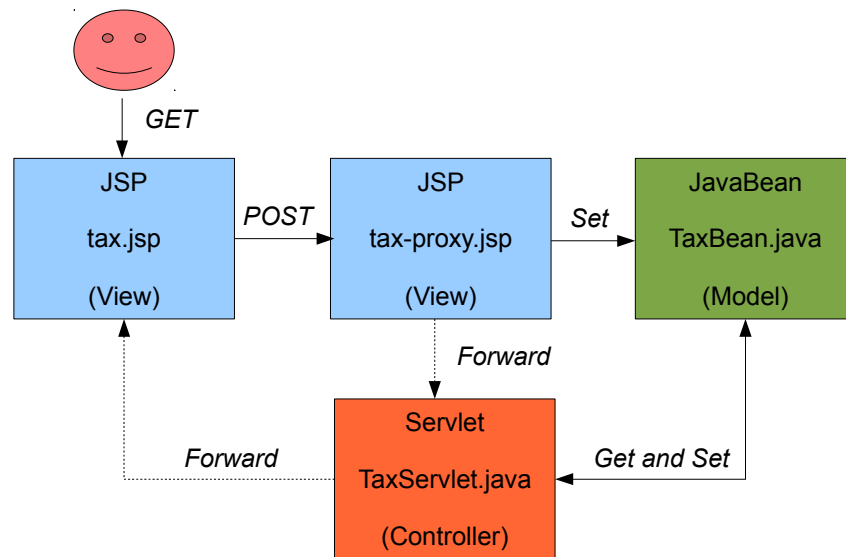 GET
JSP
tax.jsp
(View)
POST
JSP
tax-proxy.jsp
(View)
Set
JavaBean
TaxBean.java
(Model)
Forward
Forward
Servlet
TaxServlet.java
(Controller)
Get and Set